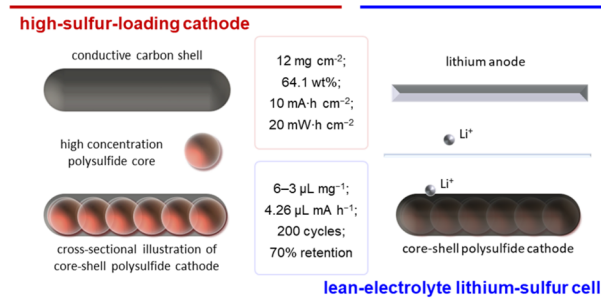 high-sulfur-loading cathode
conductive carbon shell
high concentration
polysulfide core
cross-sectional illustration of
core-shell polysulfide cathode
12 mg cm⁻²;
64.1 wt%;
10 mA·h cm⁻²;
20 mW·h cm⁻²
6–3 µL mg⁻¹;
4.26 µL mA h⁻¹;
200 cycles;
70% retention
lithium anode
Li⁺
Li⁺
core-shell polysulfide cathode
lean-electrolyte lithium-sulfur cell